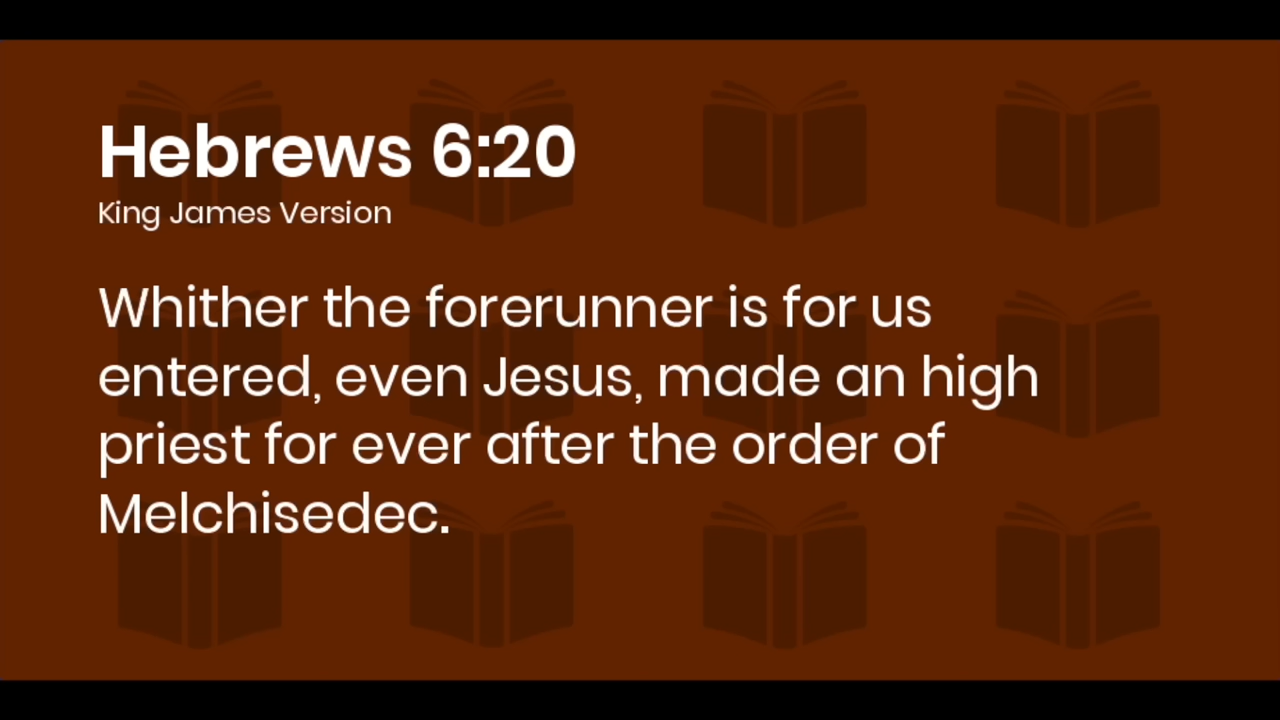 Hebrews 6:20
King James Version
Whither the forerunner is for us
entered, even Jesus, made an high
priest for ever after the order of
Melchisedec.